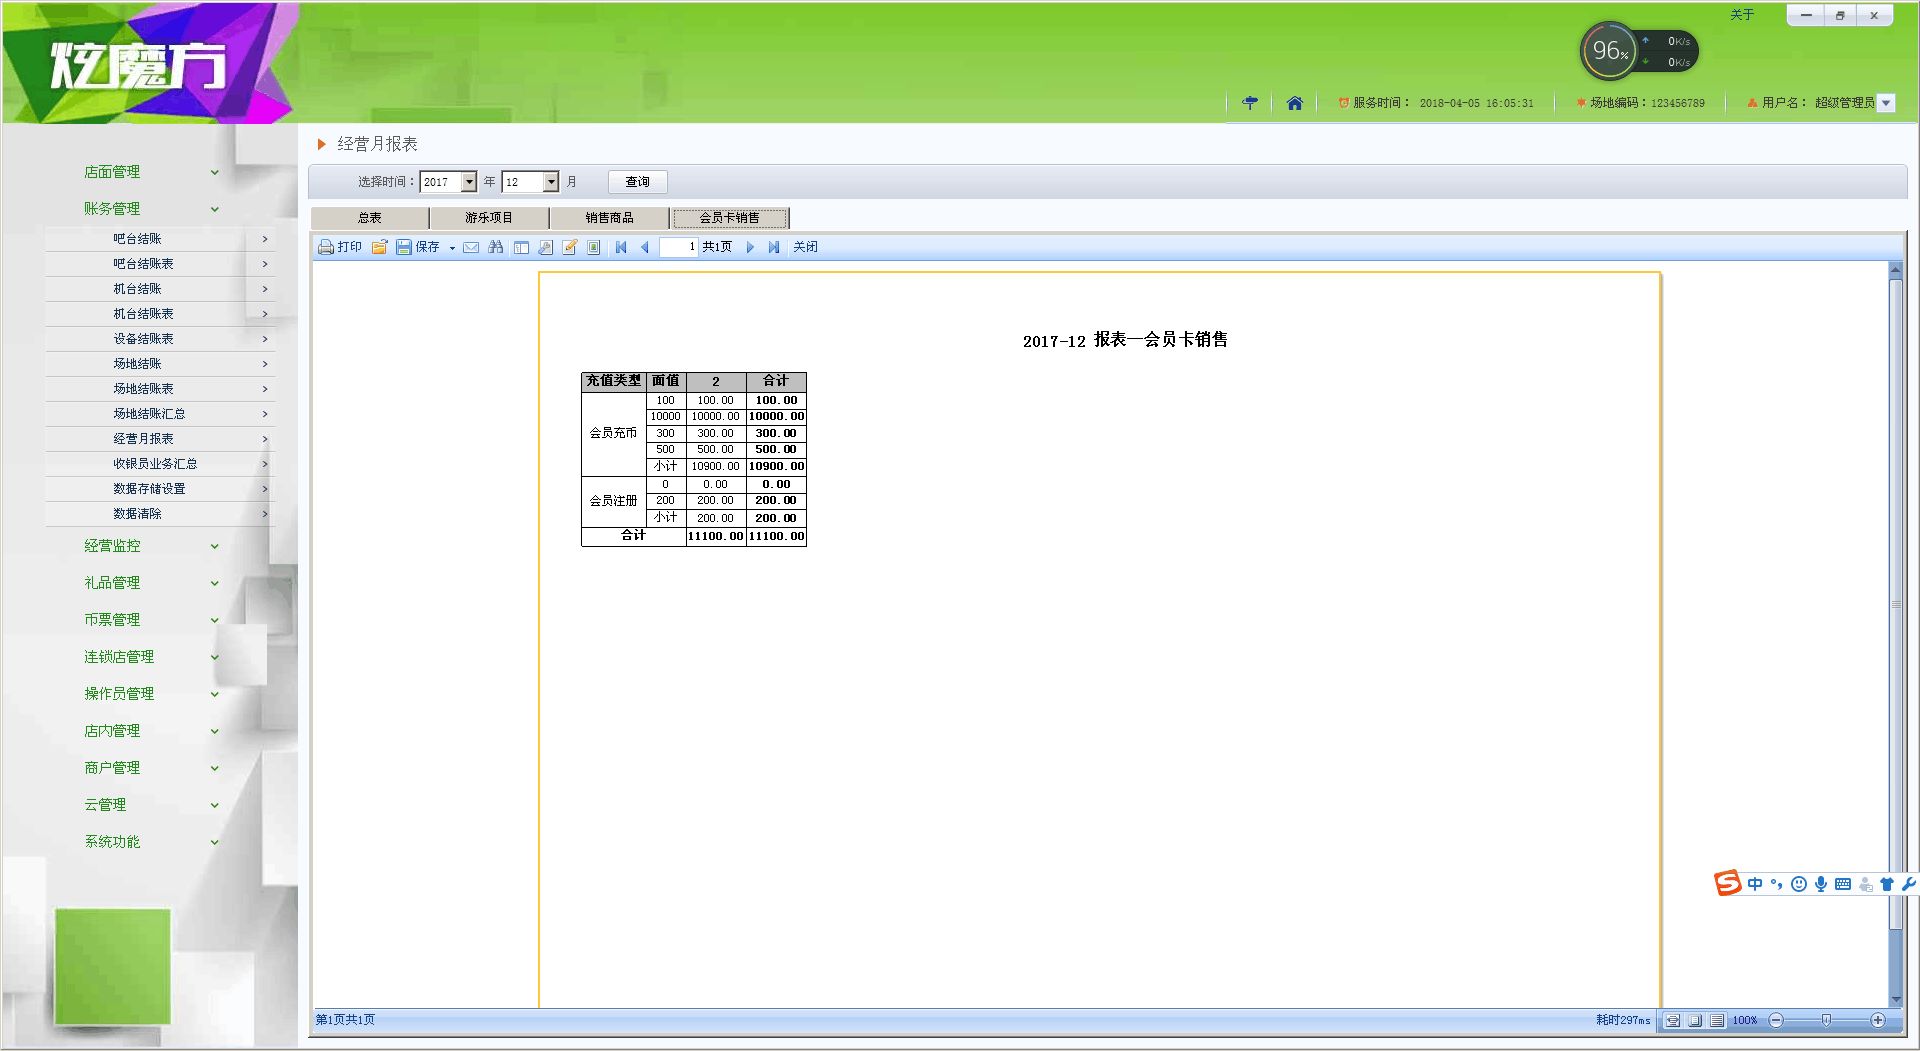 炫魔方
关于
96%
0K/s
0K/s
服务时间： 2018-04-05 16:05:31
场地编码：123456789
用户名： 超级管理员
店面管理
账务管理
吧台结账
吧台结账表
机台结账
机台结账表
设备结账表
场地结账
场地结账表
场地结账汇总
经营月报表
收银员业务汇总
数据存储设置
数据清除
经营监控
礼品管理
币票管理
连锁店管理
操作员管理
店内管理
商户管理
云管理
系统功能
经营月报表
选择时间： 2017 年 12 月 查询
总表 游乐项目 销售商品 会员卡销售
打印 保存 1 共1页 关闭
2017-12 报表—会员卡销售
充值类型 面值 2 合计
会员充币 100 100.00 100.00
10000 10000.00 10000.00
300 300.00 300.00
500 500.00 500.00
小计 10900.00 10900.00
会员注册 0 0.00 0.00
200 200.00 200.00
小计 200.00 200.00
合计 11100.00 11100.00
S 中
第1页共1页
耗时297ms 100%